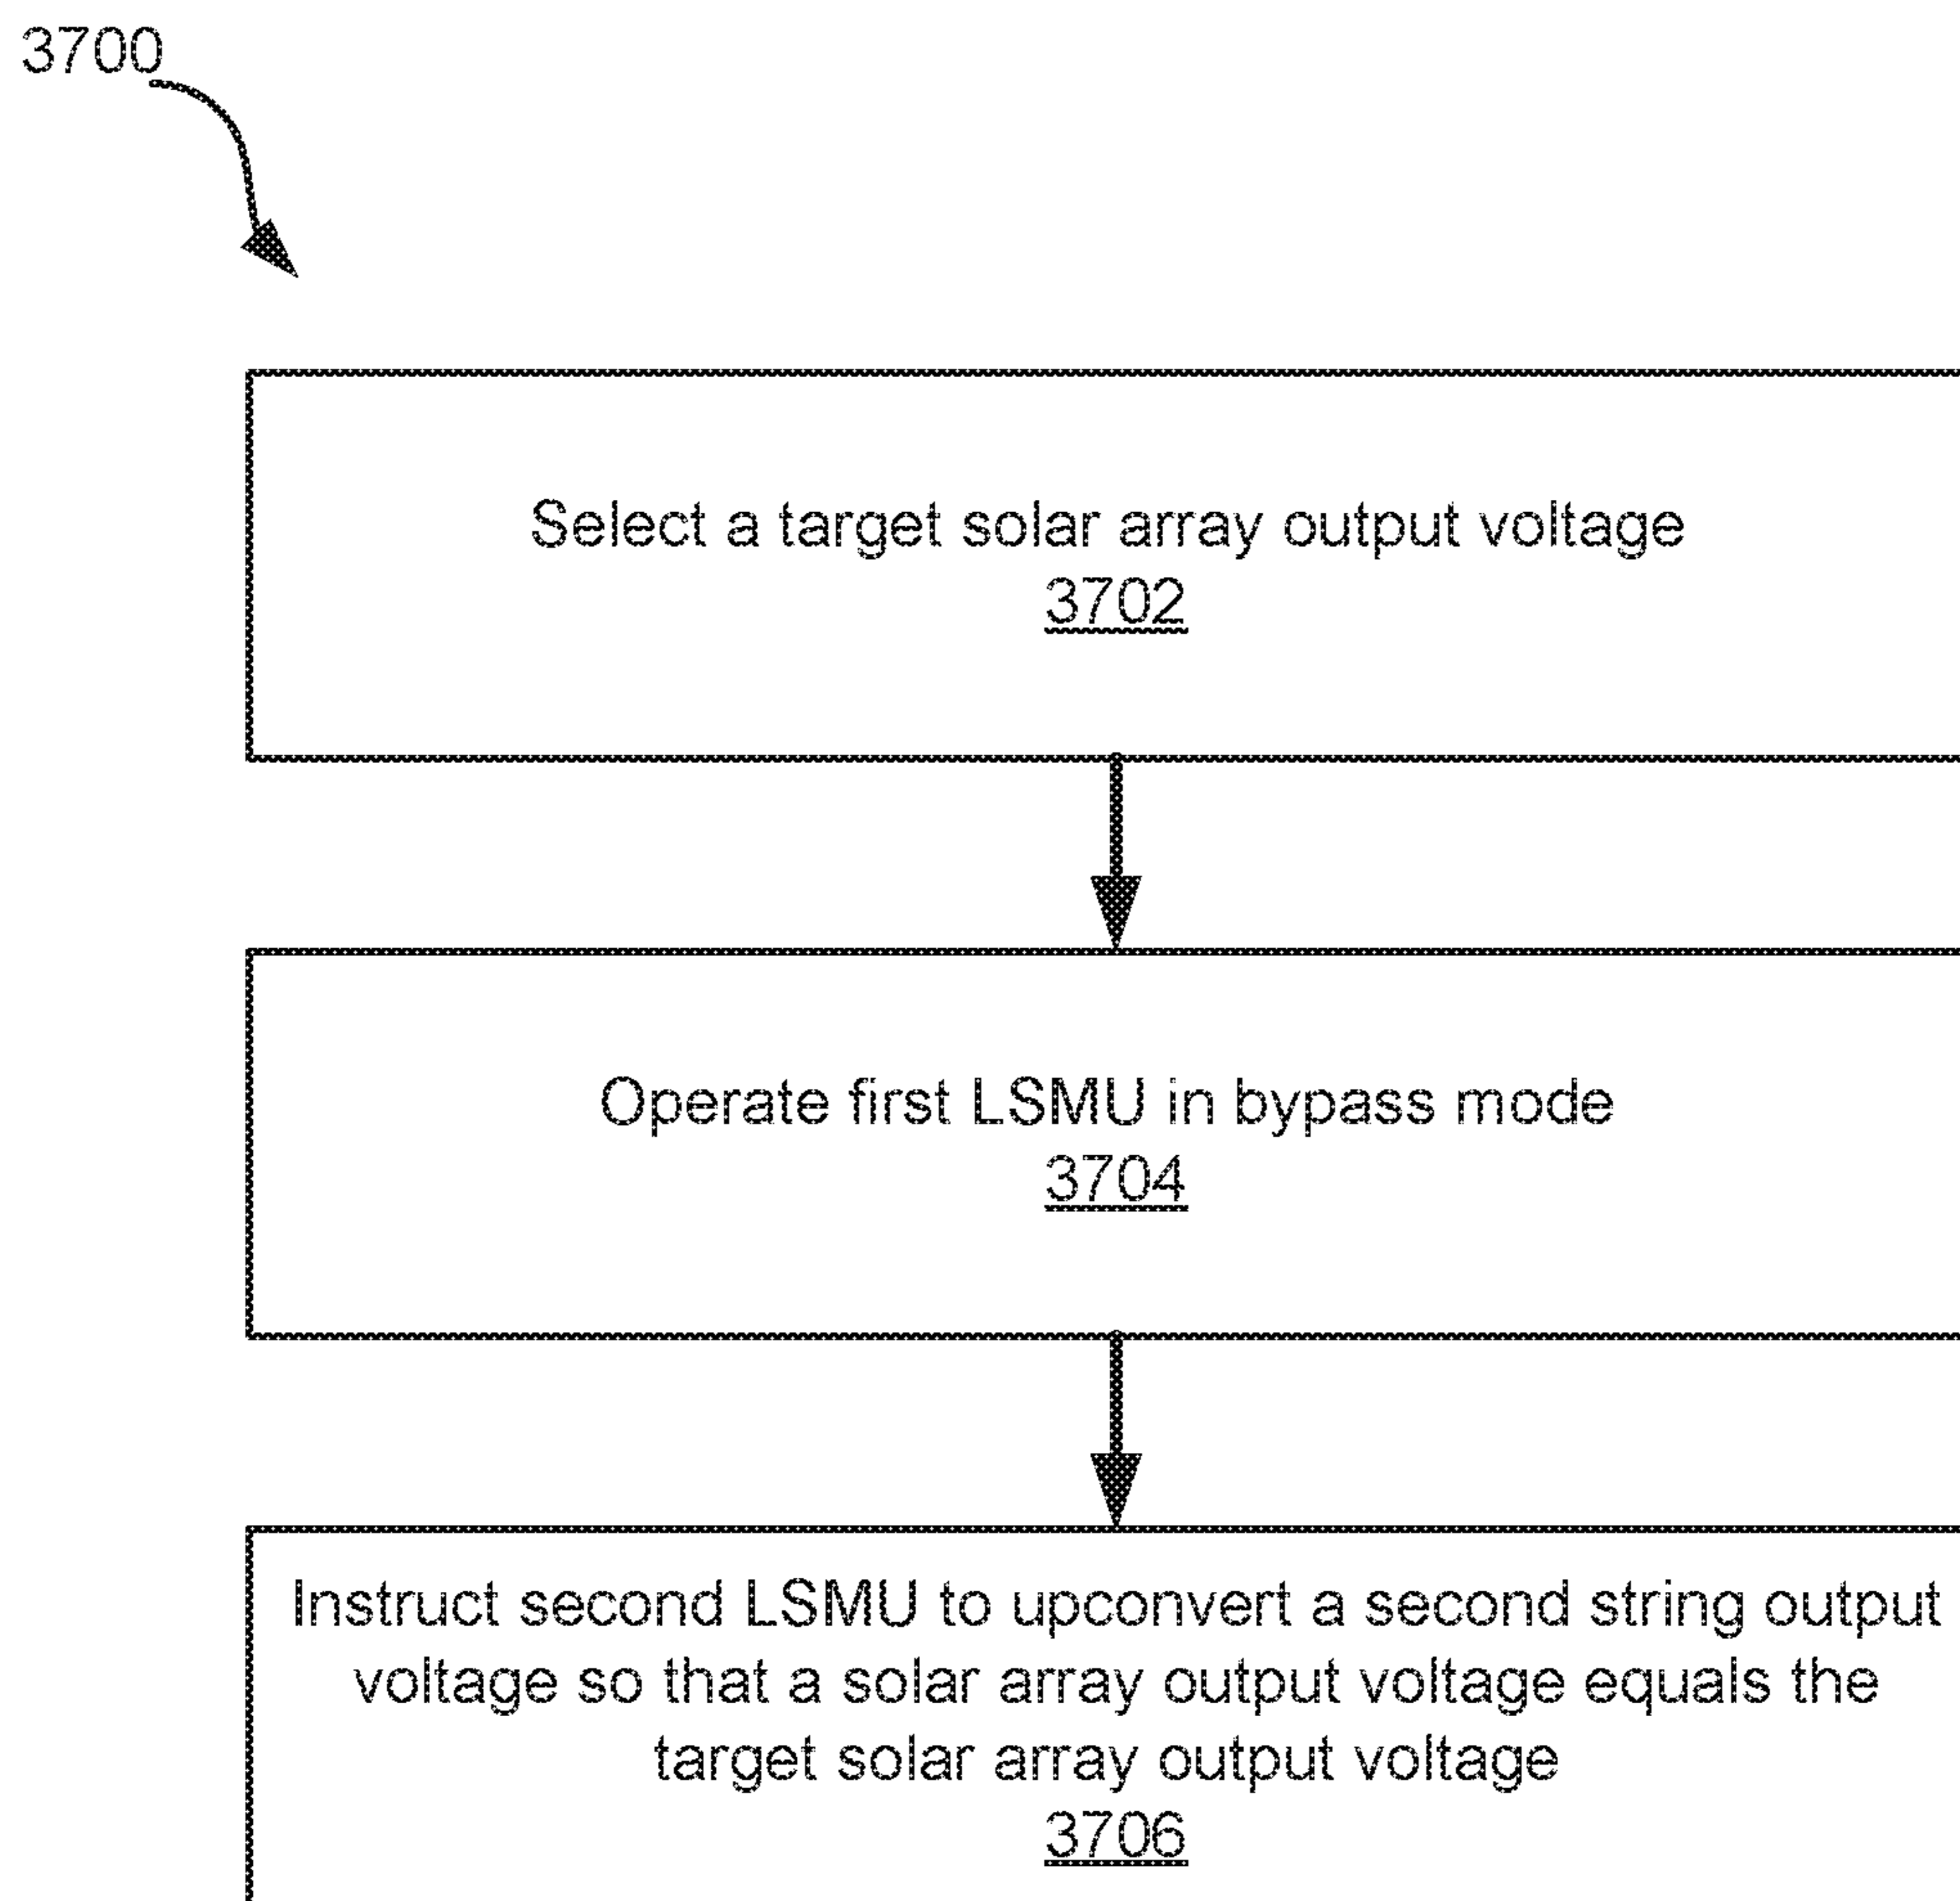 3700
Select a target solar array output voltage
3702
Operate first LSMU in bypass mode
3704
Instruct second LSMU to upconvert a second string output
voltage so that a solar array output voltage equals the
target solar array output voltage
3706